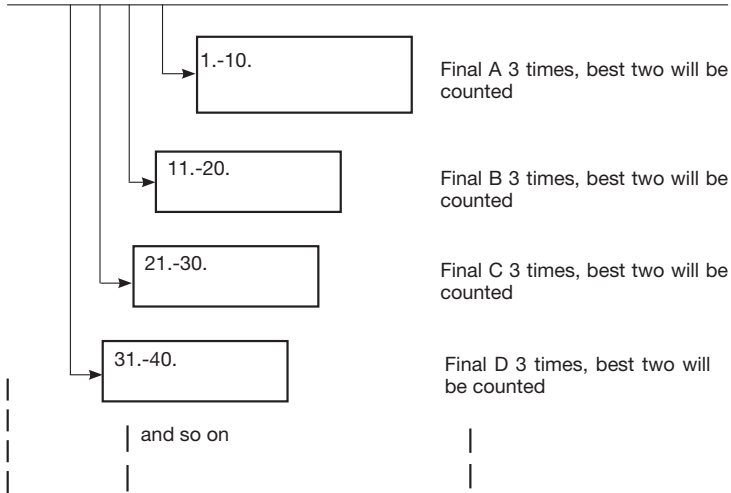 1.-10.
Final A 3 times, best two will be
counted
11.-20.
Final B 3 times, best two will be
counted
21.-30.
Final C 3 times, best two will be
counted
31.-40.
Final D 3 times, best two will
be counted
and so on